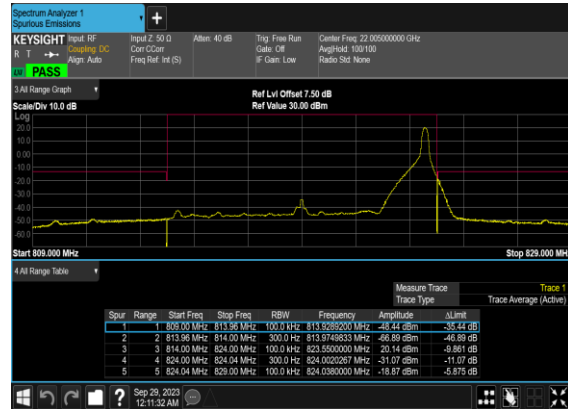 Spectrum Analyzer 1
Spurious Emissions
+
KEYSIGHT Input: RF Input Z: 50 Ω Atten: 40 dB Trig: Free Run Center Freq: 22.005000000 GHz
R T Coupling: DC Corr CCorr Gate: Off Avg|Hold: 100/100
Align: Auto Freq Ref: Int (S) IF Gain: Low Radio Std: None
LW PASS
3 All Range Graph
Ref Lvl Offset 7.50 dB
Scale/Div 10.0 dB Ref Value 30.00 dBm
Log
20.0
10.0
0.00
-10.0
-20.0
-30.0
-40.0
-50.0
-60.0
Start 809.000 MHz Stop 829.000 MH
4 All Range Table
Measure Trace Trace 1
Trace Type Trace Average (Active)
Spur Range Start Freq Stop Freq RBW Frequency Amplitude ΔLimit
1 1 809.00 MHz 813.96 MHz 100.0 kHz 813.9289200 MHz -48.44 dBm -35.44 dB
2 2 813.96 MHz 814.00 MHz 300.0 Hz 813.9749833 MHz -66.89 dBm -46.89 dB
3 3 814.00 MHz 824.00 MHz 100.0 kHz 823.5500000 MHz 20.14 dBm -9.861 dB
4 4 824.00 MHz 824.04 MHz 300.0 Hz 824.0020267 MHz -31.07 dBm -11.07 dB
5 5 824.04 MHz 829.00 MHz 100.0 kHz 824.0380000 MHz -18.87 dBm -5.875 dB
?
Sep 29, 2023
12:11:32 AM